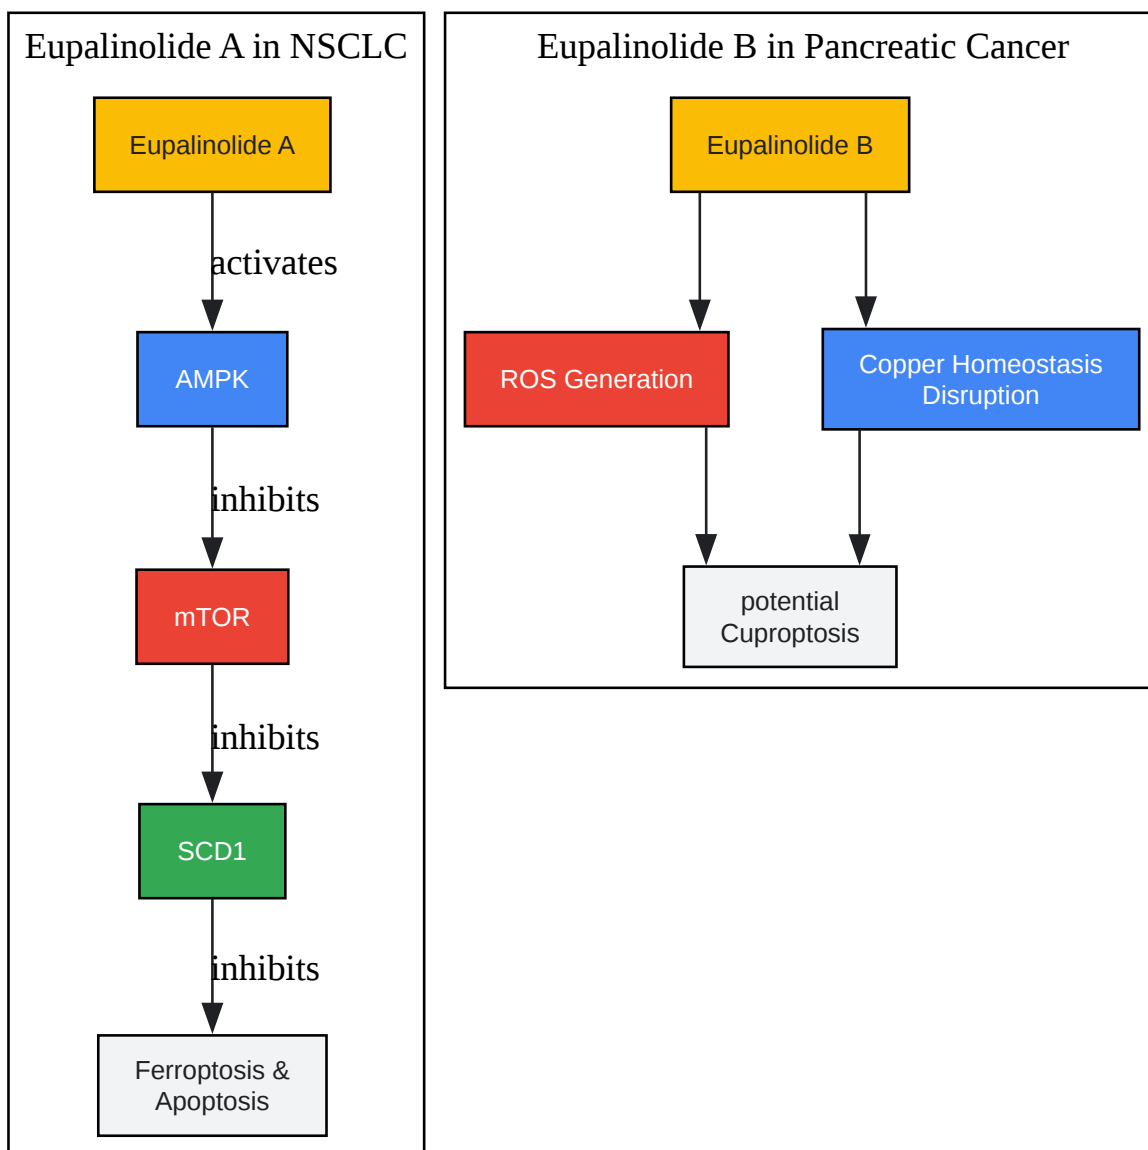 Eupalinolide A in NSCLC
Eupalinolide A
activates
AMPK
inhibits
mTOR
inhibits
SCD1
inhibits
Ferroptosis &
Apoptosis
Eupalinolide B in Pancreatic Cancer
Eupalinolide B
ROS Generation
Copper Homeostasis
Disruption
potential
Cuproptosis